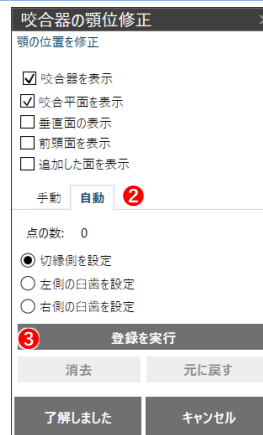 咬合器の顎位修正
顎の位置を修正
咬合器を表示
咬合平面を表示
垂直面の表示
前頭面を表示
追加した面を表示
手動 自動 2
点の数: 0
切縁側を設定
左側の臼歯を設定
右側の臼歯を設定
3 登録を実行
消去 元に戻す
了解しました キャンセル